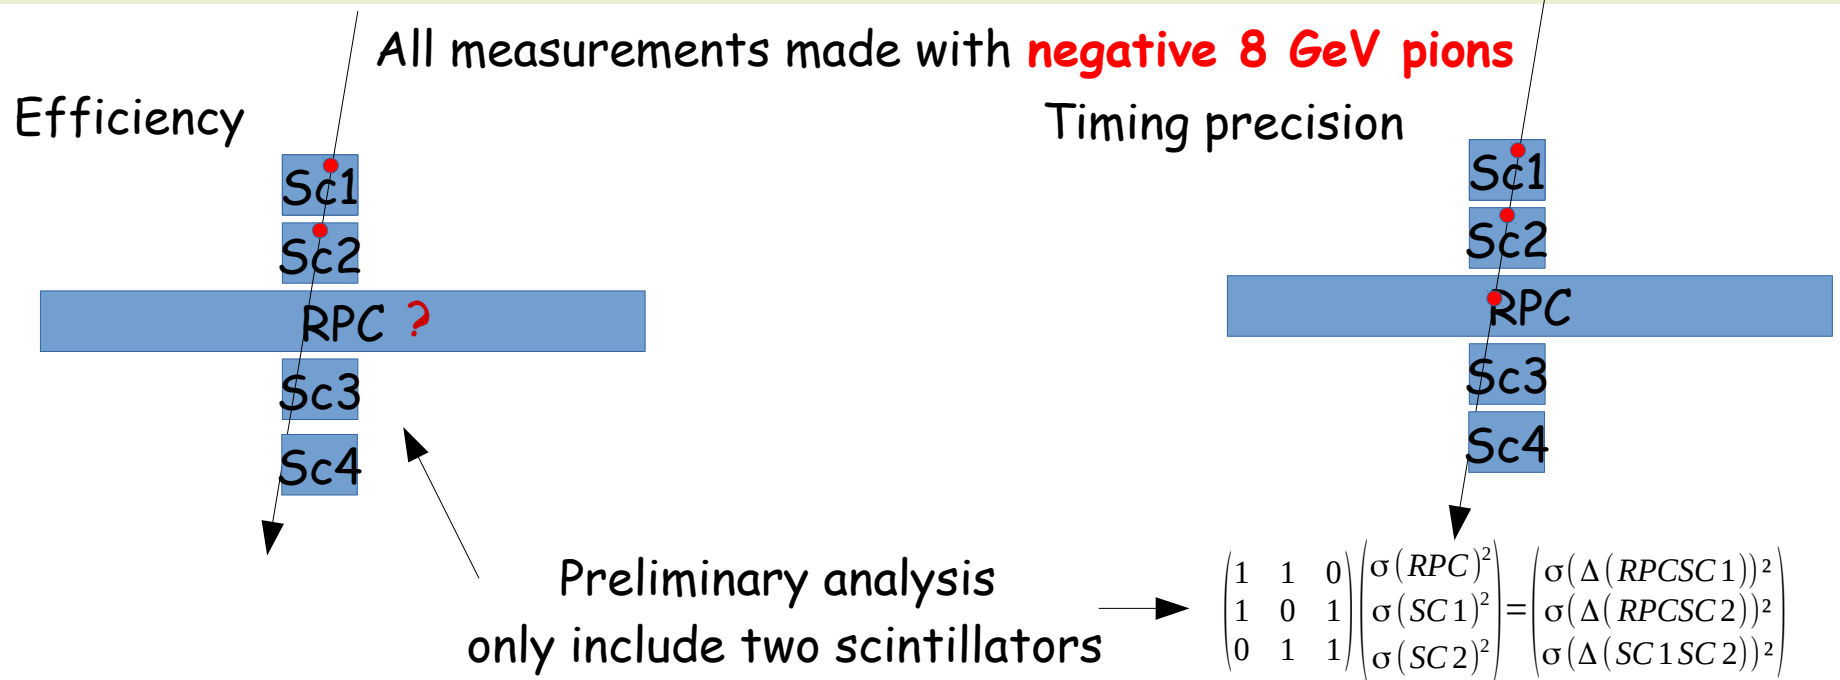 All measurements made with negative 8 GeV pions
Efficiency
Sc1
Sc2
RPC ?
Sc3
Sc4
Timing precision
Sc1
Sc2
RPC
Sc3
Sc4
Preliminary analysis
only include two scintillators
(1 1 0) (σ(RPC)²) = (σ(Δ(RPCSC1))²)
(1 0 1) (σ(SC1)²) = (σ(Δ(RPCSC2))²)
(0 1 1) (σ(SC2)²) = (σ(Δ(SC1SC2))²)